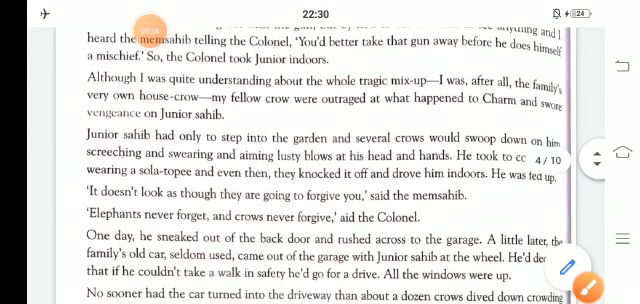 22:30
24
anything and I
heard the memsahib telling the Colonel, 'You'd better take that gun away before he does himself
a mischief.' So, the Colonel took Junior indoors.
Although I was quite understanding about the whole tragic mix-up—I was, after all, the family's
very own house-crow—my fellow crow were outraged at what happened to Charm and swore
vengeance on Junior sahib.
Junior sahib had only to step into the garden and several crows would swoop down on him
screeching and swearing and aiming lusty blows at his head and hands. He took to
4/10
wearing a sola-topee and even then, they knocked it off and drove him indoors. He was fed up.
'It doesn't look as though they are going to forgive you,' said the memsahib.
'Elephants never forget, and crows never forgive,' aid the Colonel.
One day, he sneaked out of the back door and rushed across to the garage. A little later, the
family's old car, seldom used, came out of the garage with Junior sahib at the wheel. He'd
that if he couldn't take a walk in safety he'd go for a drive. All the windows were up.
No sooner had the car turned into the driveway than about a dozen crows dived down crowding